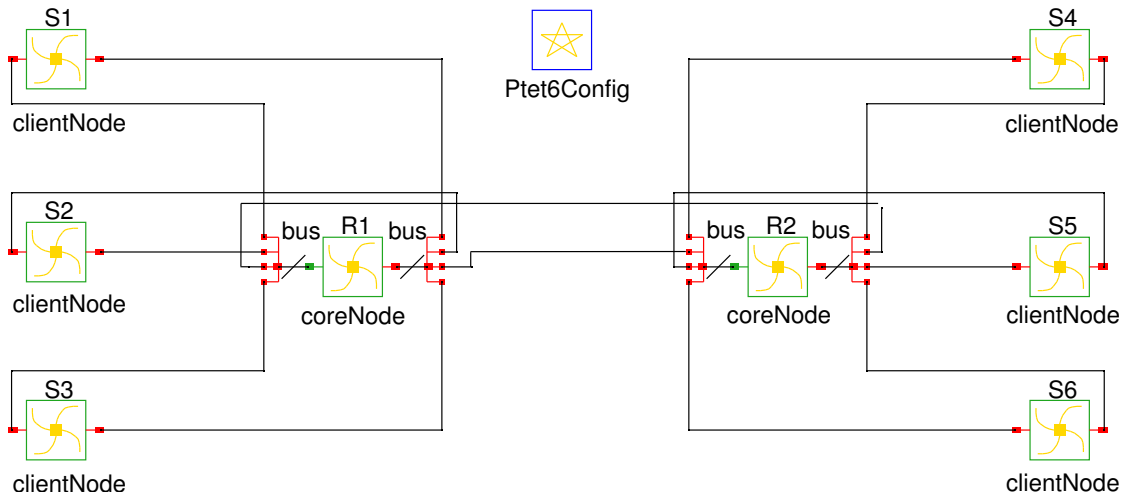 S1
S4
Ptet6Config
clientNode
clientNode
S2
bus
R1
bus
bus
R2
bus
S5
clientNode
coreNode
coreNode
clientNode
S3
S6
clientNode
clientNode